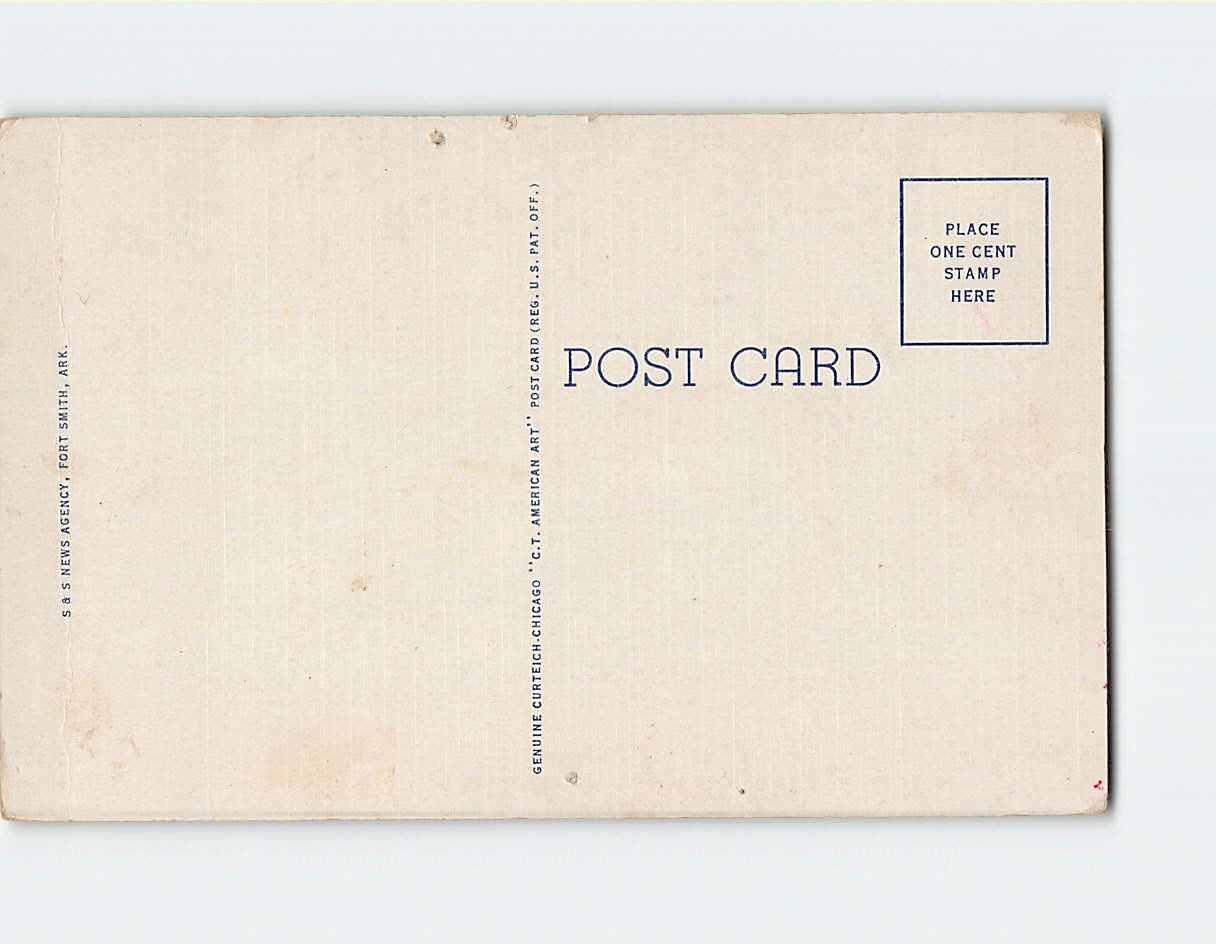 S & S NEWS AGENCY, FORT SMITH, ARK.
GENUINE CURTEICH-CHICAGO "C.T. AMERICAN ART" POST CARD (REG. U.S. PAT. OFF.)
POST CARD
PLACE
ONE CENT
STAMP
HERE